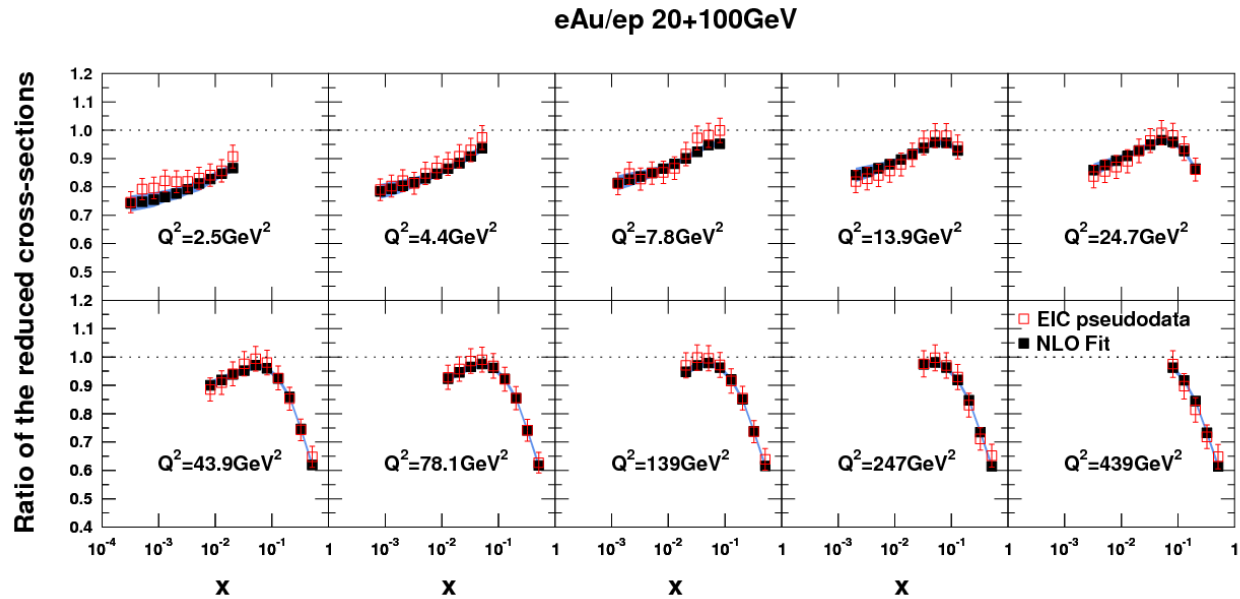 eAu/ep 20+100GeV
Ratio of the reduced cross-sections
1.2
1.1
1.0
0.9
0.8
0.7
0.6
0.5
Q²=2.5GeV²
Q²=4.4GeV²
Q²=7.8GeV²
Q²=13.9GeV²
Q²=24.7GeV²
1.2
1.1
1.0
0.9
0.8
0.7
0.6
0.5
0.4
EIC pseudodata
NLO Fit
Q²=43.9GeV²
Q²=78.1GeV²
Q²=139GeV²
Q²=247GeV²
Q²=439GeV²
10⁻⁴ 10⁻³ 10⁻² 10⁻¹ 1 10⁻³ 10⁻² 10⁻¹ 1 10⁻³ 10⁻² 10⁻¹ 1 10⁻³ 10⁻² 10⁻¹ 1 10⁻³ 10⁻² 10⁻¹ 1
x x x x